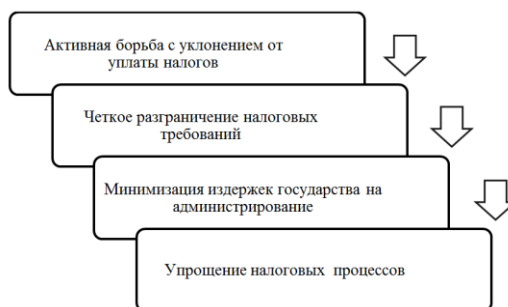 Активная борьба с уклонением от
уплаты налогов
Четкое разграничение налоговых
требований
Минимизация издержек государства на
администрирование
Упрощение налоговых процессов